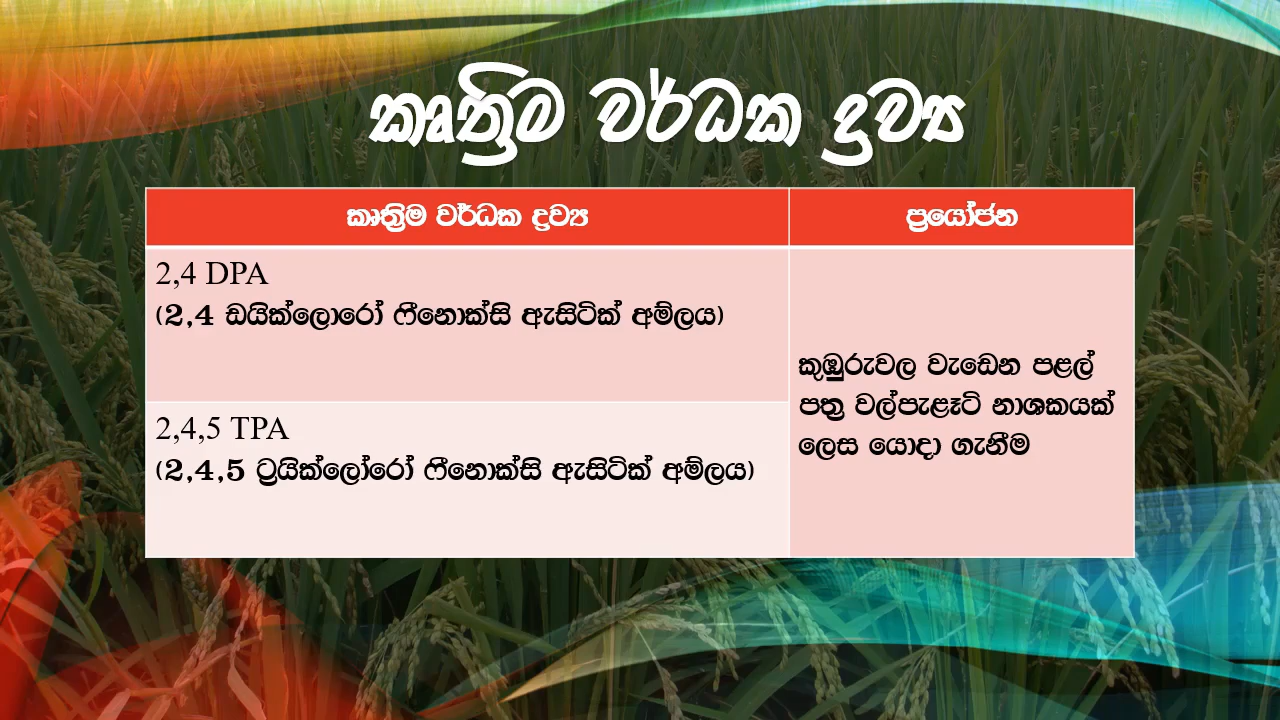 කෘත්‍රිම වර්ධක ද්‍රව්‍ය
කෘත්‍රිම වර්ධක ද්‍රව්‍ය
ප්‍රයෝජන
2,4 DPA
(2,4 ඩයික්ලොරෝ ෆීනොක්සි ඇසිටික් අම්ලය)
2,4,5 TPA
(2,4,5 ට්‍රයික්ලෝරෝ ෆීනොක්සි ඇසිටික් අම්ලය)
කුඹුරුවල වැඩෙන පළල්
පත්‍ර වල්පැළෑටි නාශකයක්
ලෙස යොදා ගැනීම